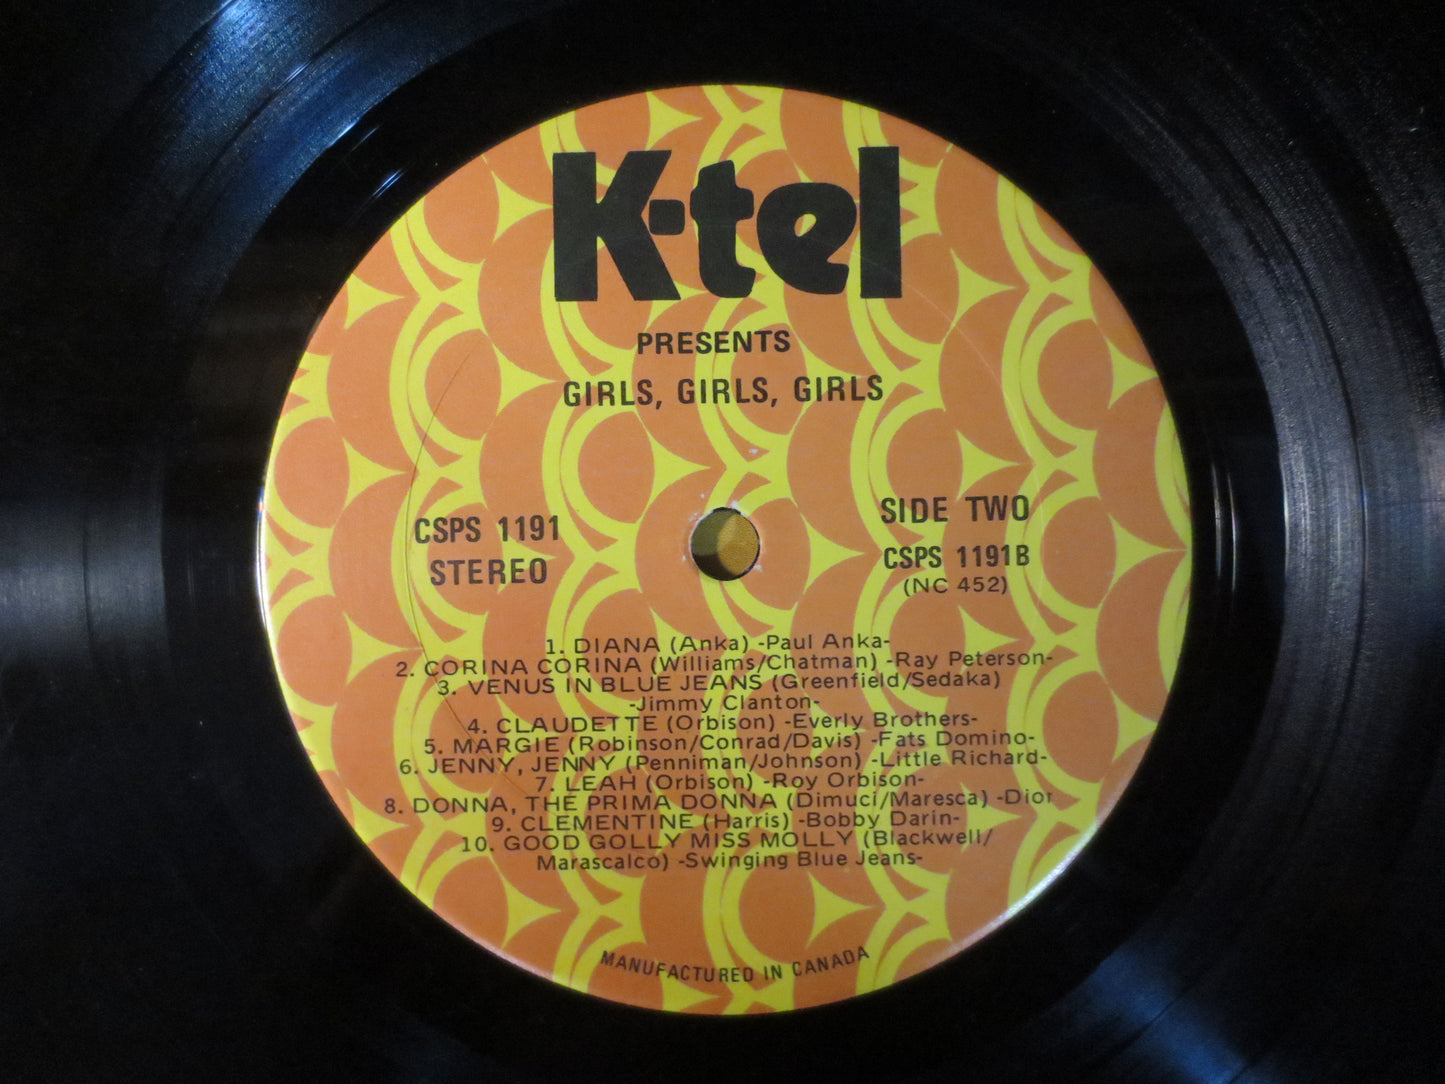 K-tel
PRESENTS
GIRLS, GIRLS, GIRLS
CSPS 1191
STEREO
SIDE TWO
CSPS 1191B
(NC 452)
1. DIANA (Anka) -Paul Anka-
2. CORINA CORINA (Williams/Chatman) -Ray Peterson-
3. VENUS IN BLUE JEANS (Greenfield/Sedaka)
-Jimmy Clanton-
4. CLAUDETTE (Orbison) -Everly Brothers-
5. MARGIE (Robinson/Conrad/Davis) -Fats Domino-
6. JENNY, JENNY (Penniman/Johnson) -Little Richard-
7. LEAH (Orbison) -Roy Orbison-
8. DONNA, THE PRIMA DONNA (Dimuci/Maresca) -Dion
9. CLEMENTINE (Harris) -Bobby Darin-
10. GOOD GOLLY MISS MOLLY (Blackwell/
Marascalco) -Swinging Blue Jeans-
MANUFACTURED IN CANADA